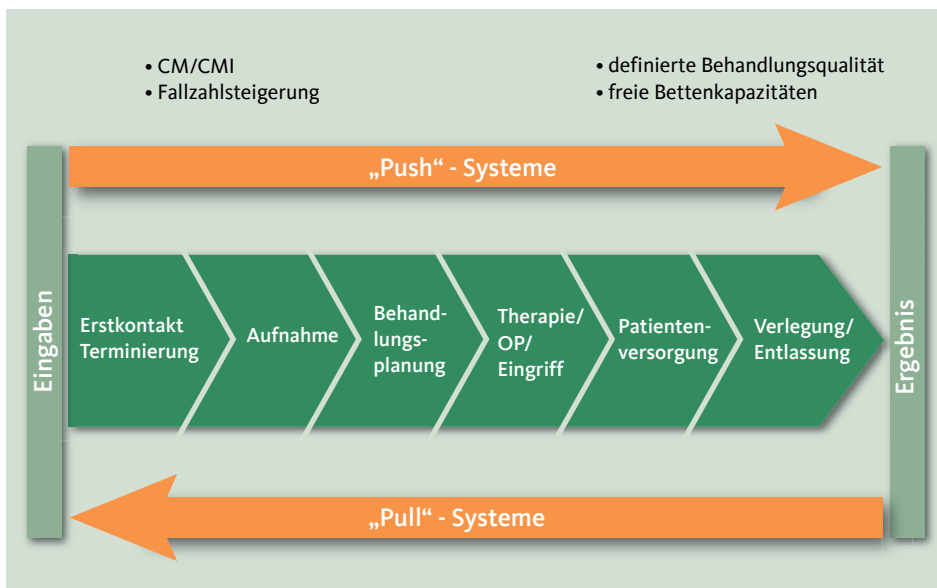 • CM/CMI
• Fallzahlsteigerung
• definierte Behandlungsqualität
• freie Bettenkapazitäten
„Push“ - Systeme
Eingaben
Erstkontakt
Terminierung
Aufnahme
Behand-
lungs-
planung
Therapie/
OP/
Eingriff
Patienten-
versorgung
Verlegung/
Entlassung
Ergebnis
„Pull“ - Systeme